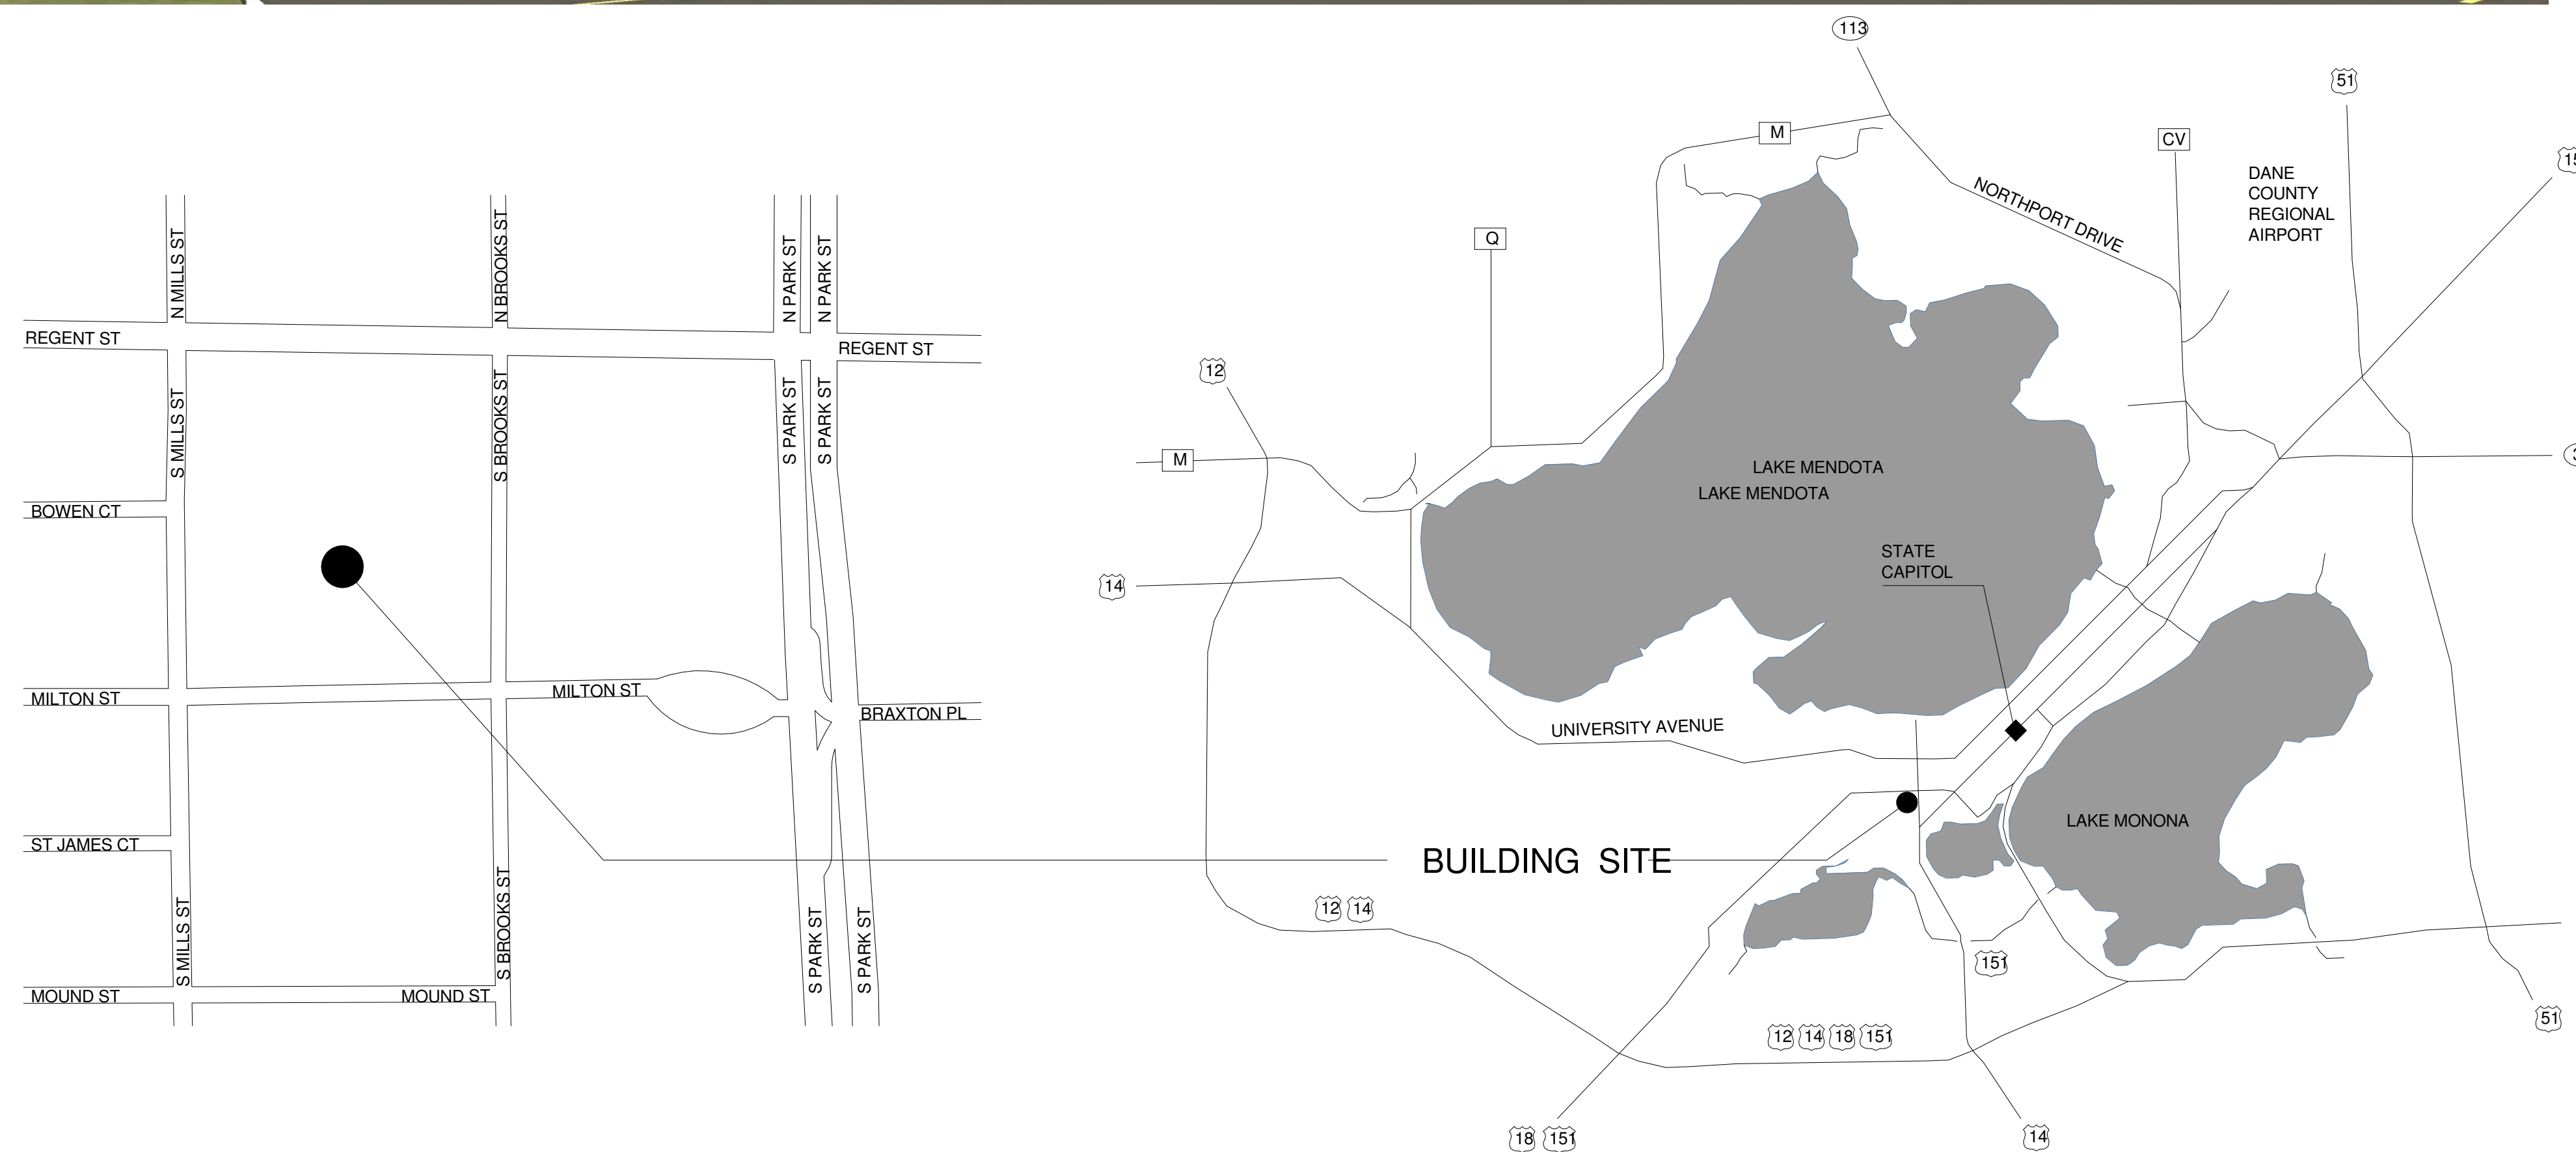 N MILLS ST
N BROOKS ST
N PARK ST
N PARK ST
REGENT ST
REGENT ST
S MILLS ST
S BROOKS ST
S PARK ST
S PARK ST
BOWEN CT
MILTON ST
MILTON ST
BRAXTON PL
ST JAMES CT
S MILLS ST
S BROOKS ST
S PARK ST
S PARK ST
MOUND ST
MOUND ST
113
51
M
CV
DANE
COUNTY
REGIONAL
AIRPORT
NORTHPORT DRIVE
Q
12
M
LAKE MENDOTA
LAKE MENDOTA
STATE
CAPITOL
14
UNIVERSITY AVENUE
LAKE MONONA
BUILDING SITE
12 14
151
51
12 14 18 151
18 151
14